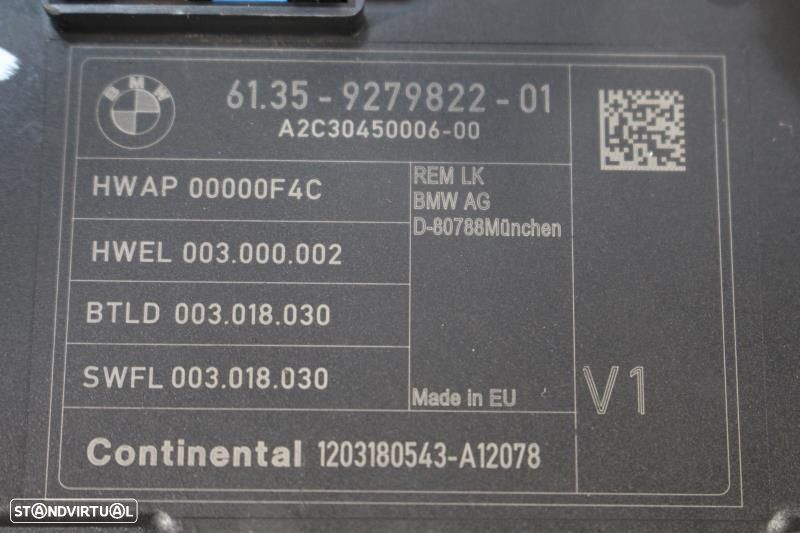 BMW
61.35 - 9279822 - 01
A2C30450006-00
HWAP 00000F4C
REM LK
BMW AG
D-80788München
HWEL 003.000.002
BTLD 003.018.030
SWFL 003.018.030
Made in EU
V1
Continental 1203180543-A12078
STANDVIRTUAL